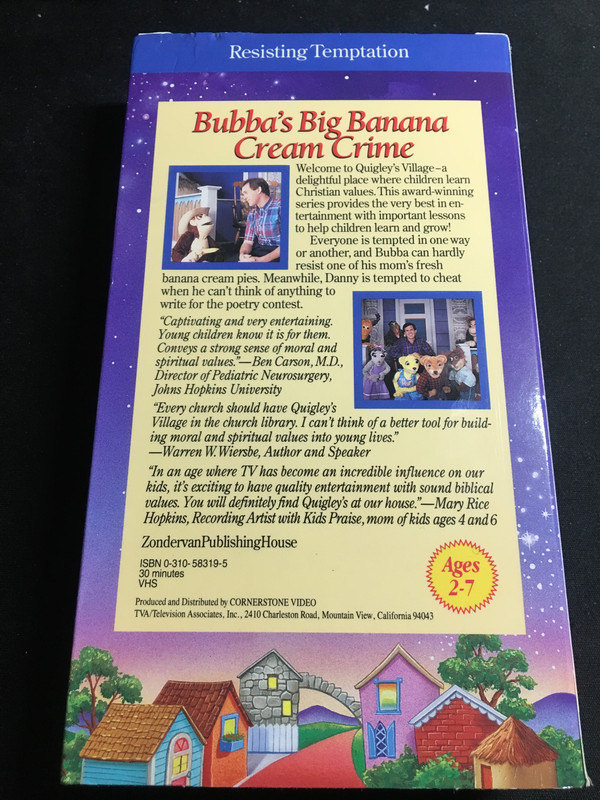 Resisting Temptation
Bubba's Big Banana
Cream Crime
Welcome to Quigley's Village–a
delightful place where children learn
Christian values. This award-winning
series provides the very best in en-
tertainment with important lessons
to help children learn and grow!
Everyone is tempted in one way
or another, and Bubba can hardly
resist one of his mom's fresh
banana cream pies. Meanwhile, Danny is tempted to cheat
when he can't think of anything to
write for the poetry contest.
"Captivating and very entertaining.
Young children know it is for them.
Conveys a strong sense of moral and
spiritual values."—Ben Carson, M.D.,
Director of Pediatric Neurosurgery,
Johns Hopkins University
"Every church should have Quigley's
Village in the church library. I can't think of a better tool for build-
ing moral and spiritual values into young lives."
—Warren W. Wiersbe, Author and Speaker
"In an age where TV has become an incredible influence on our
kids, it's exciting to have quality entertainment with sound biblical
values. You will definitely find Quigley's at our house."—Mary Rice
Hopkins, Recording Artist with Kids Praise, mom of kids ages 4 and 6
ZondervanPublishingHouse
ISBN 0-310-58319-5
30 minutes
VHS
Ages
2-7
Produced and Distributed by CORNERSTONE VIDEO
TVA/Television Associates, Inc., 2410 Charleston Road, Mountain View, California 94043